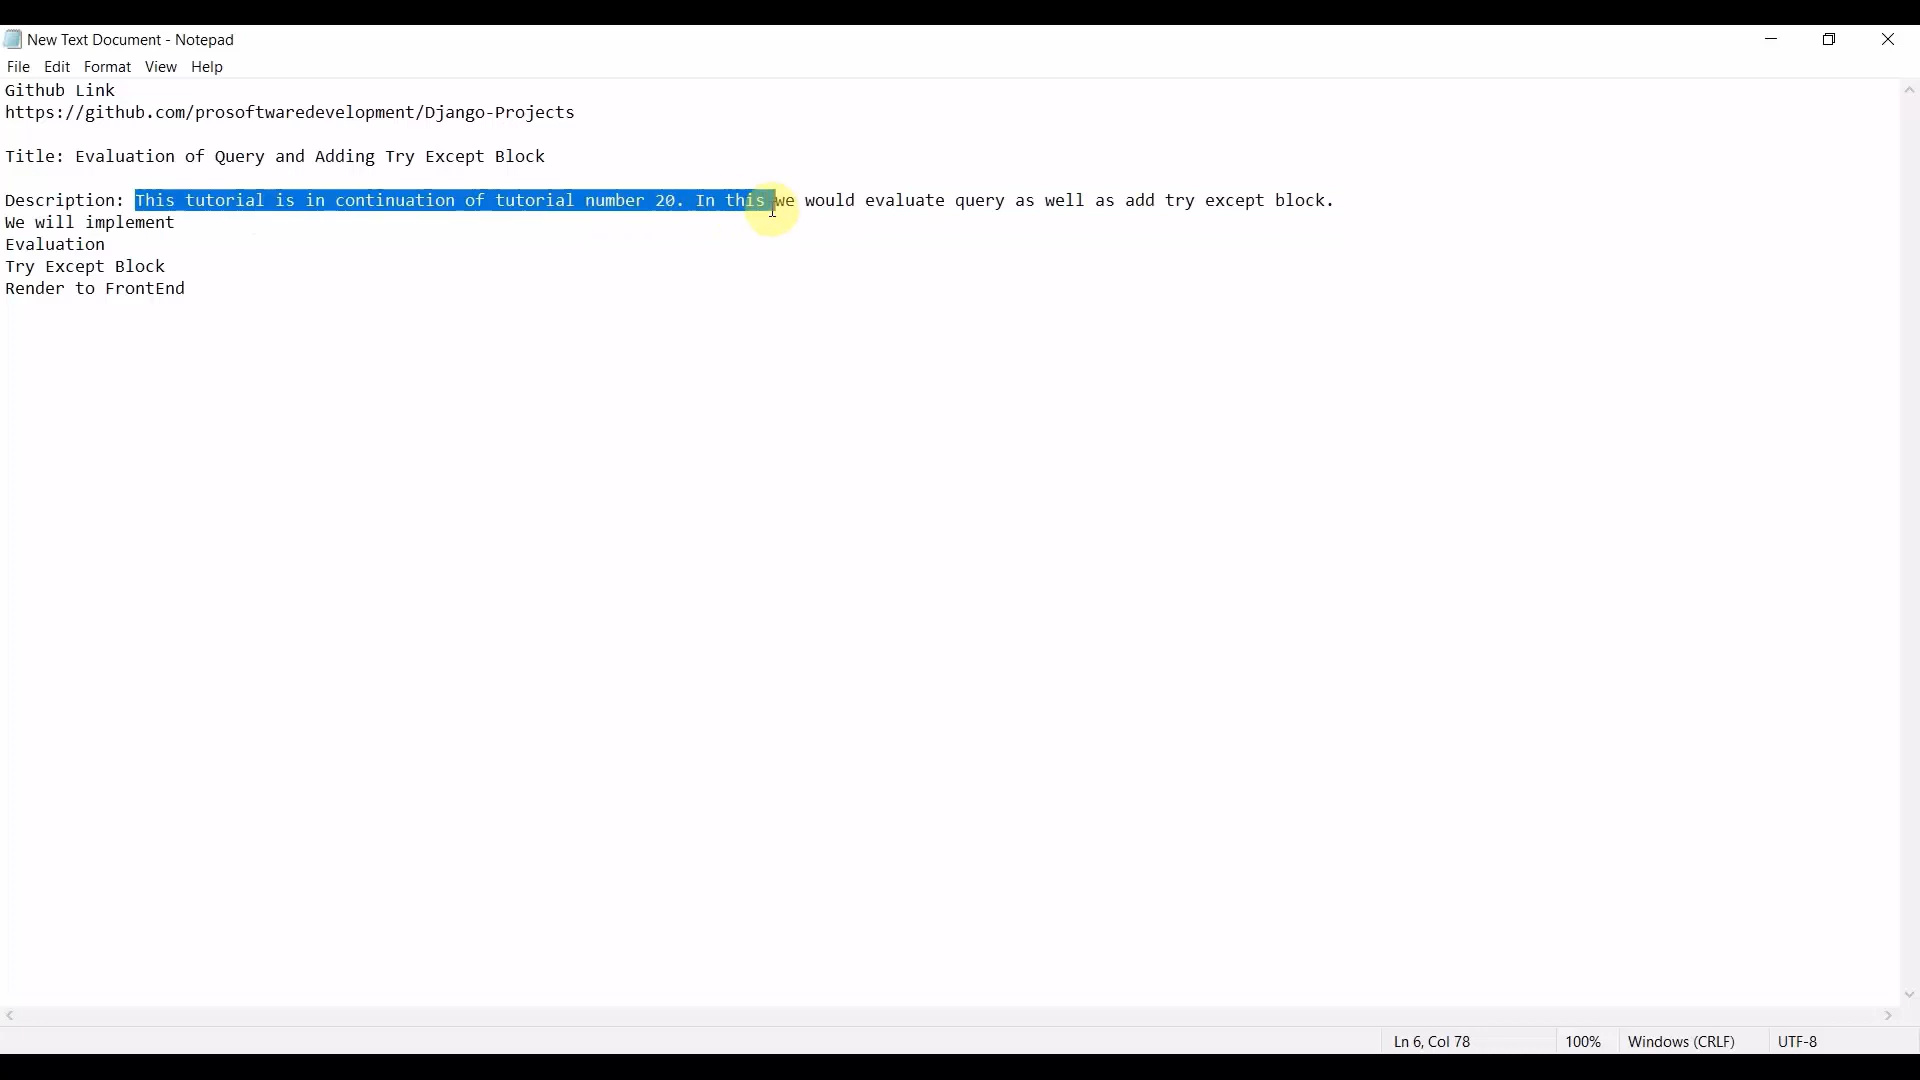 New Text Document - Notepad
File Edit Format View Help
Github Link
https://github.com/prosoftwaredevelopment/Django-Projects
Title: Evaluation of Query and Adding Try Except Block
Description: This tutorial is in continuation of tutorial number 20. In this we would evaluate query as well as add try except block.
We will implement
Evaluation
Try Except Block
Render to FrontEnd
Ln 6, Col 78 100% Windows (CRLF) UTF-8